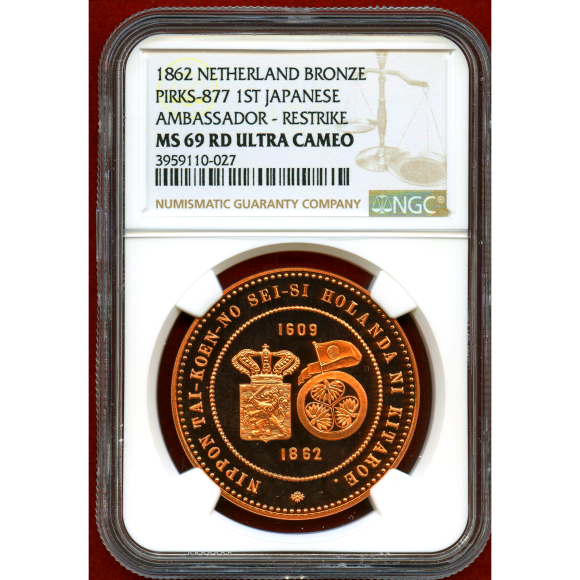 1862 NETHERLAND BRONZE
PIRKS-877 1ST JAPANESE
AMBASSADOR - RESTRIKE
MS 69 RD ULTRA CAMEO
3959110-027
NUMISMATIC GUARANTY COMPANY NGC®
NIPPON TAI-KOEN-NO SEI-SI HOLANDA NI KITAROE.
1609
1862